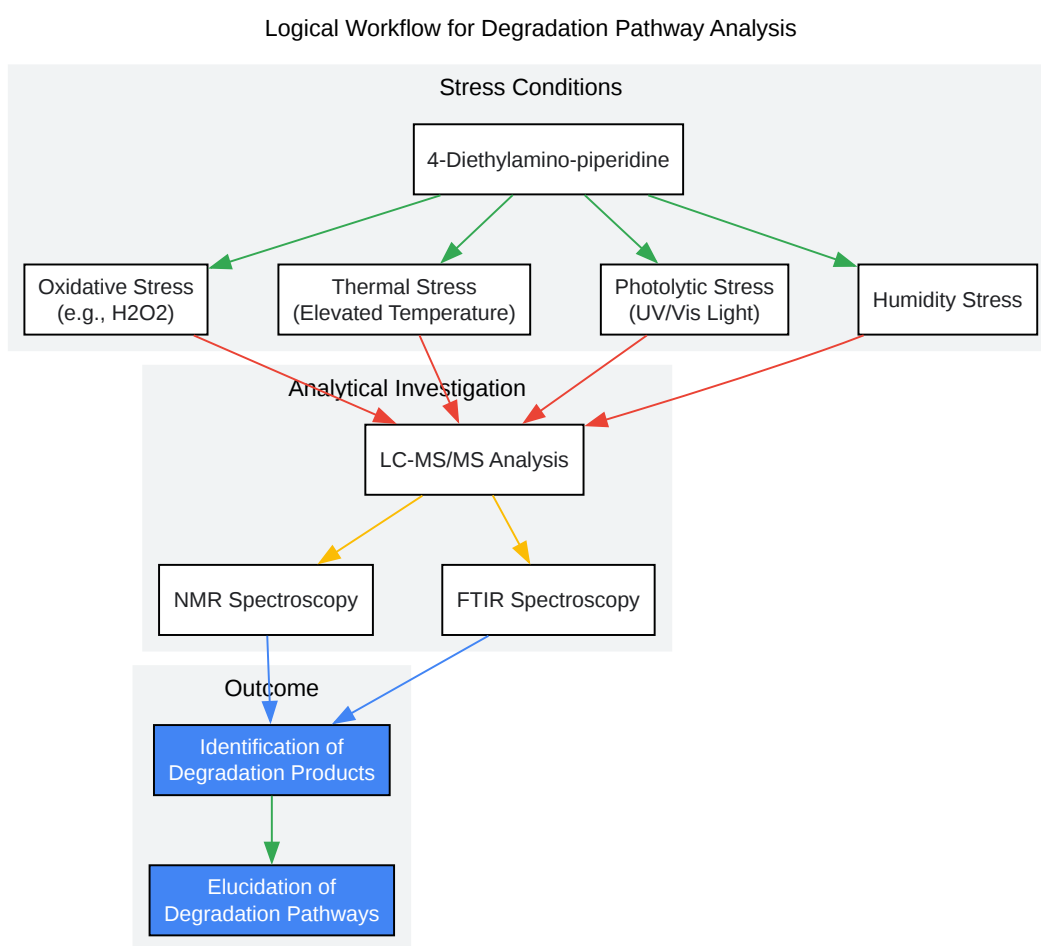 Logical Workflow for Degradation Pathway Analysis
Stress Conditions
4-Diethylamino-piperidine
Oxidative Stress
(e.g., H2O2)
Thermal Stress
(Elevated Temperature)
Photolytic Stress
(UV/Vis Light)
Humidity Stress
Analytical Investigation
LC-MS/MS Analysis
NMR Spectroscopy
FTIR Spectroscopy
Outcome
Identification of
Degradation Products
Elucidation of
Degradation Pathways